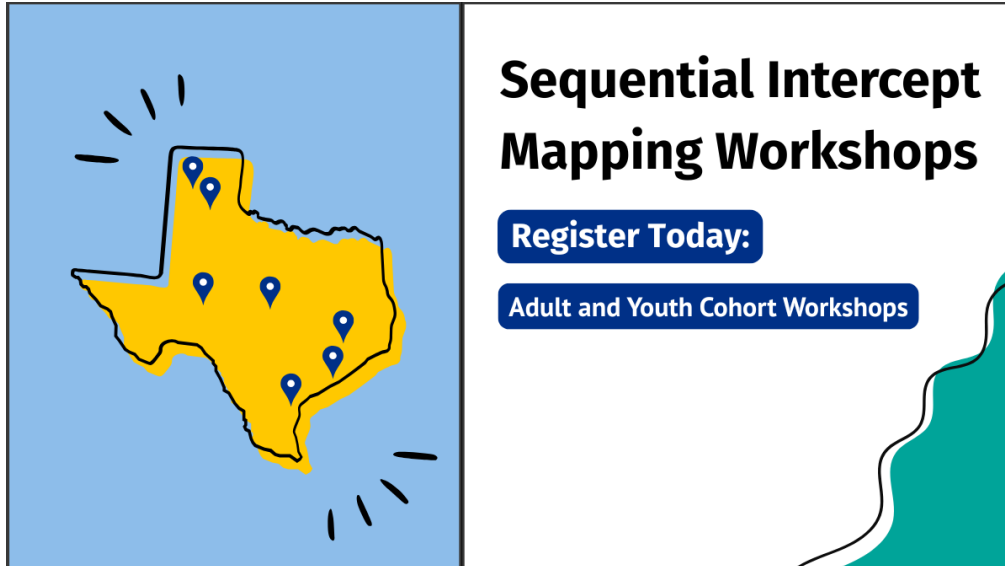 Sequential Intercept
Mapping Workshops
Register Today:
Adult and Youth Cohort Workshops